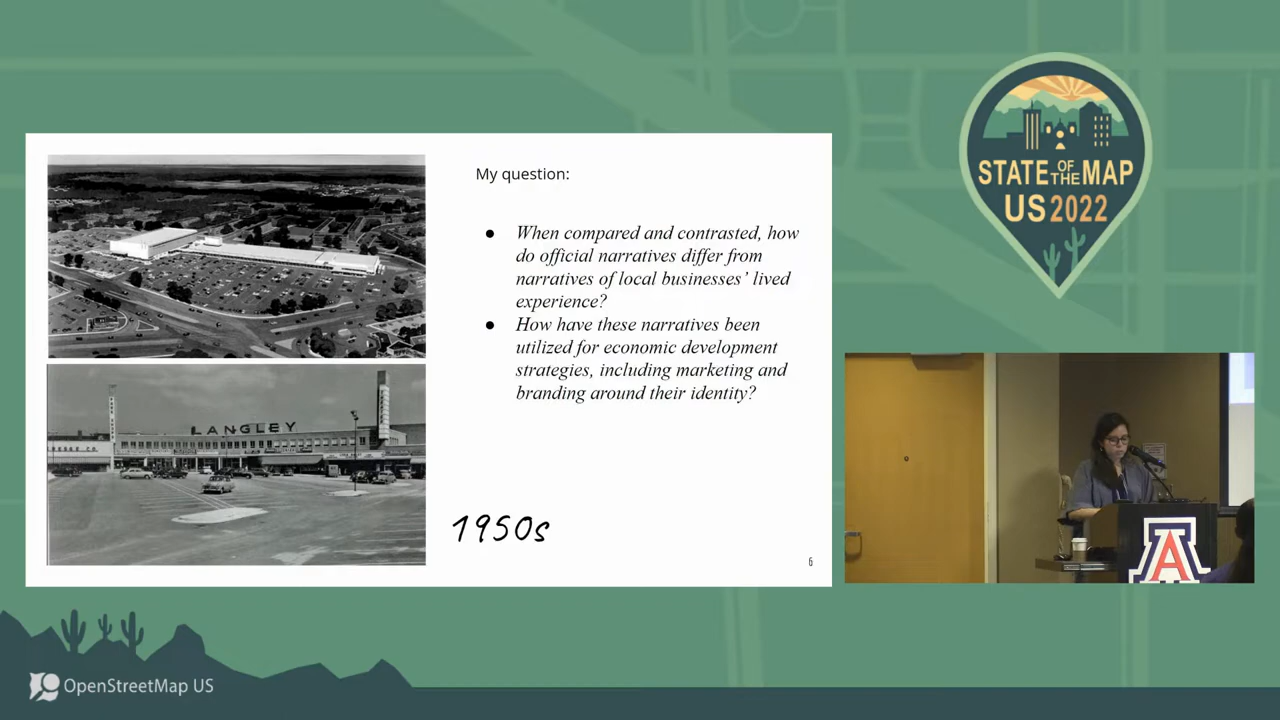 My question:
● When compared and contrasted, how
do official narratives differ from
narratives of local businesses’ lived
experience?
● How have these narratives been
utilized for economic development
strategies, including marketing and
branding around their identity?
LANGLEY
1950s
6
STATE OF THE MAP
US 2022
A
OpenStreetMap US